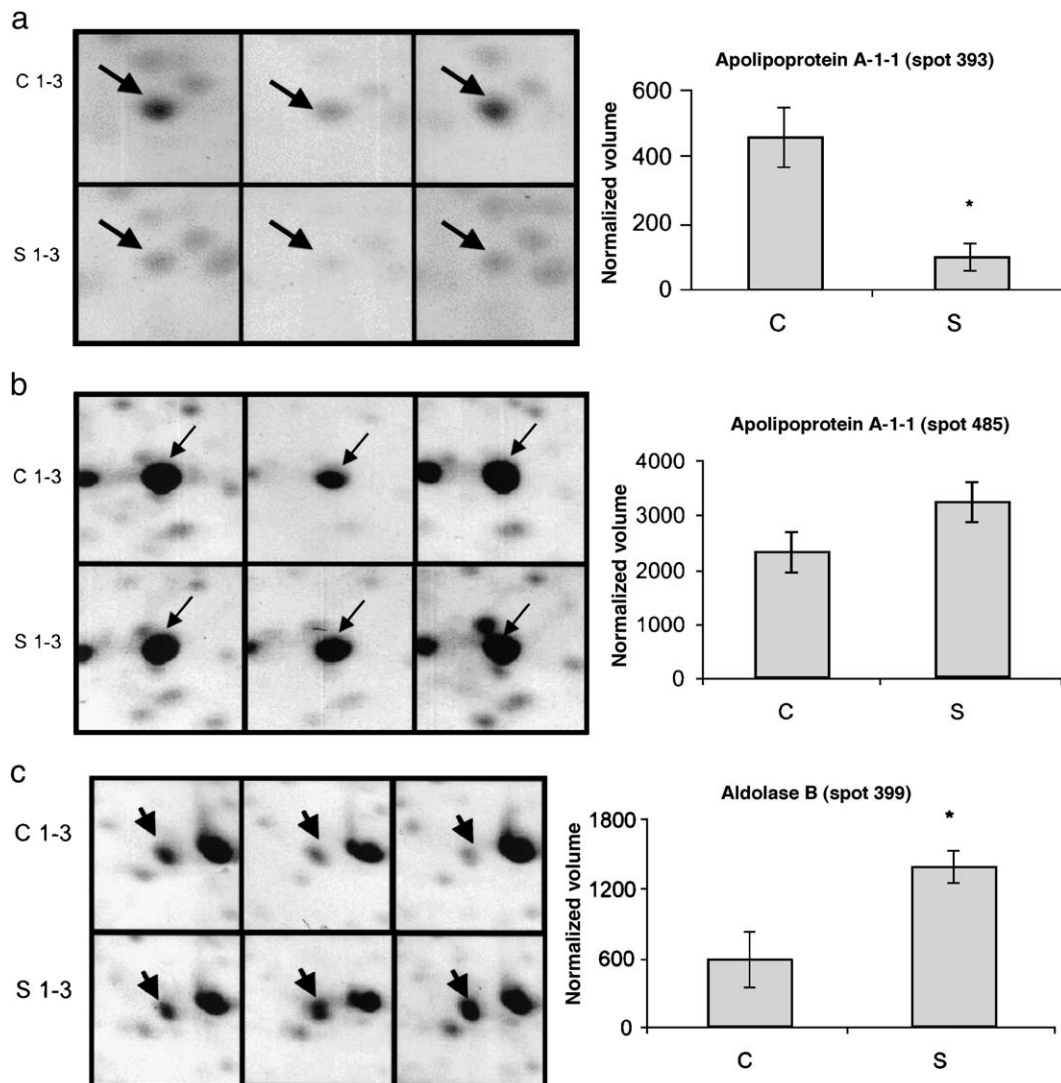 a
C 1-3
S 1-3
Apolipoprotein A-1-1 (spot 393)
Normalized volume
600
400
200
0
*
C
S
b
C 1-3
S 1-3
Apolipoprotein A-1-1 (spot 485)
Normalized volume
4000
3000
2000
1000
0
C
S
c
C 1-3
S 1-3
Aldolase B (spot 399)
Normalized volume
1800
1200
600
0
*
C
S